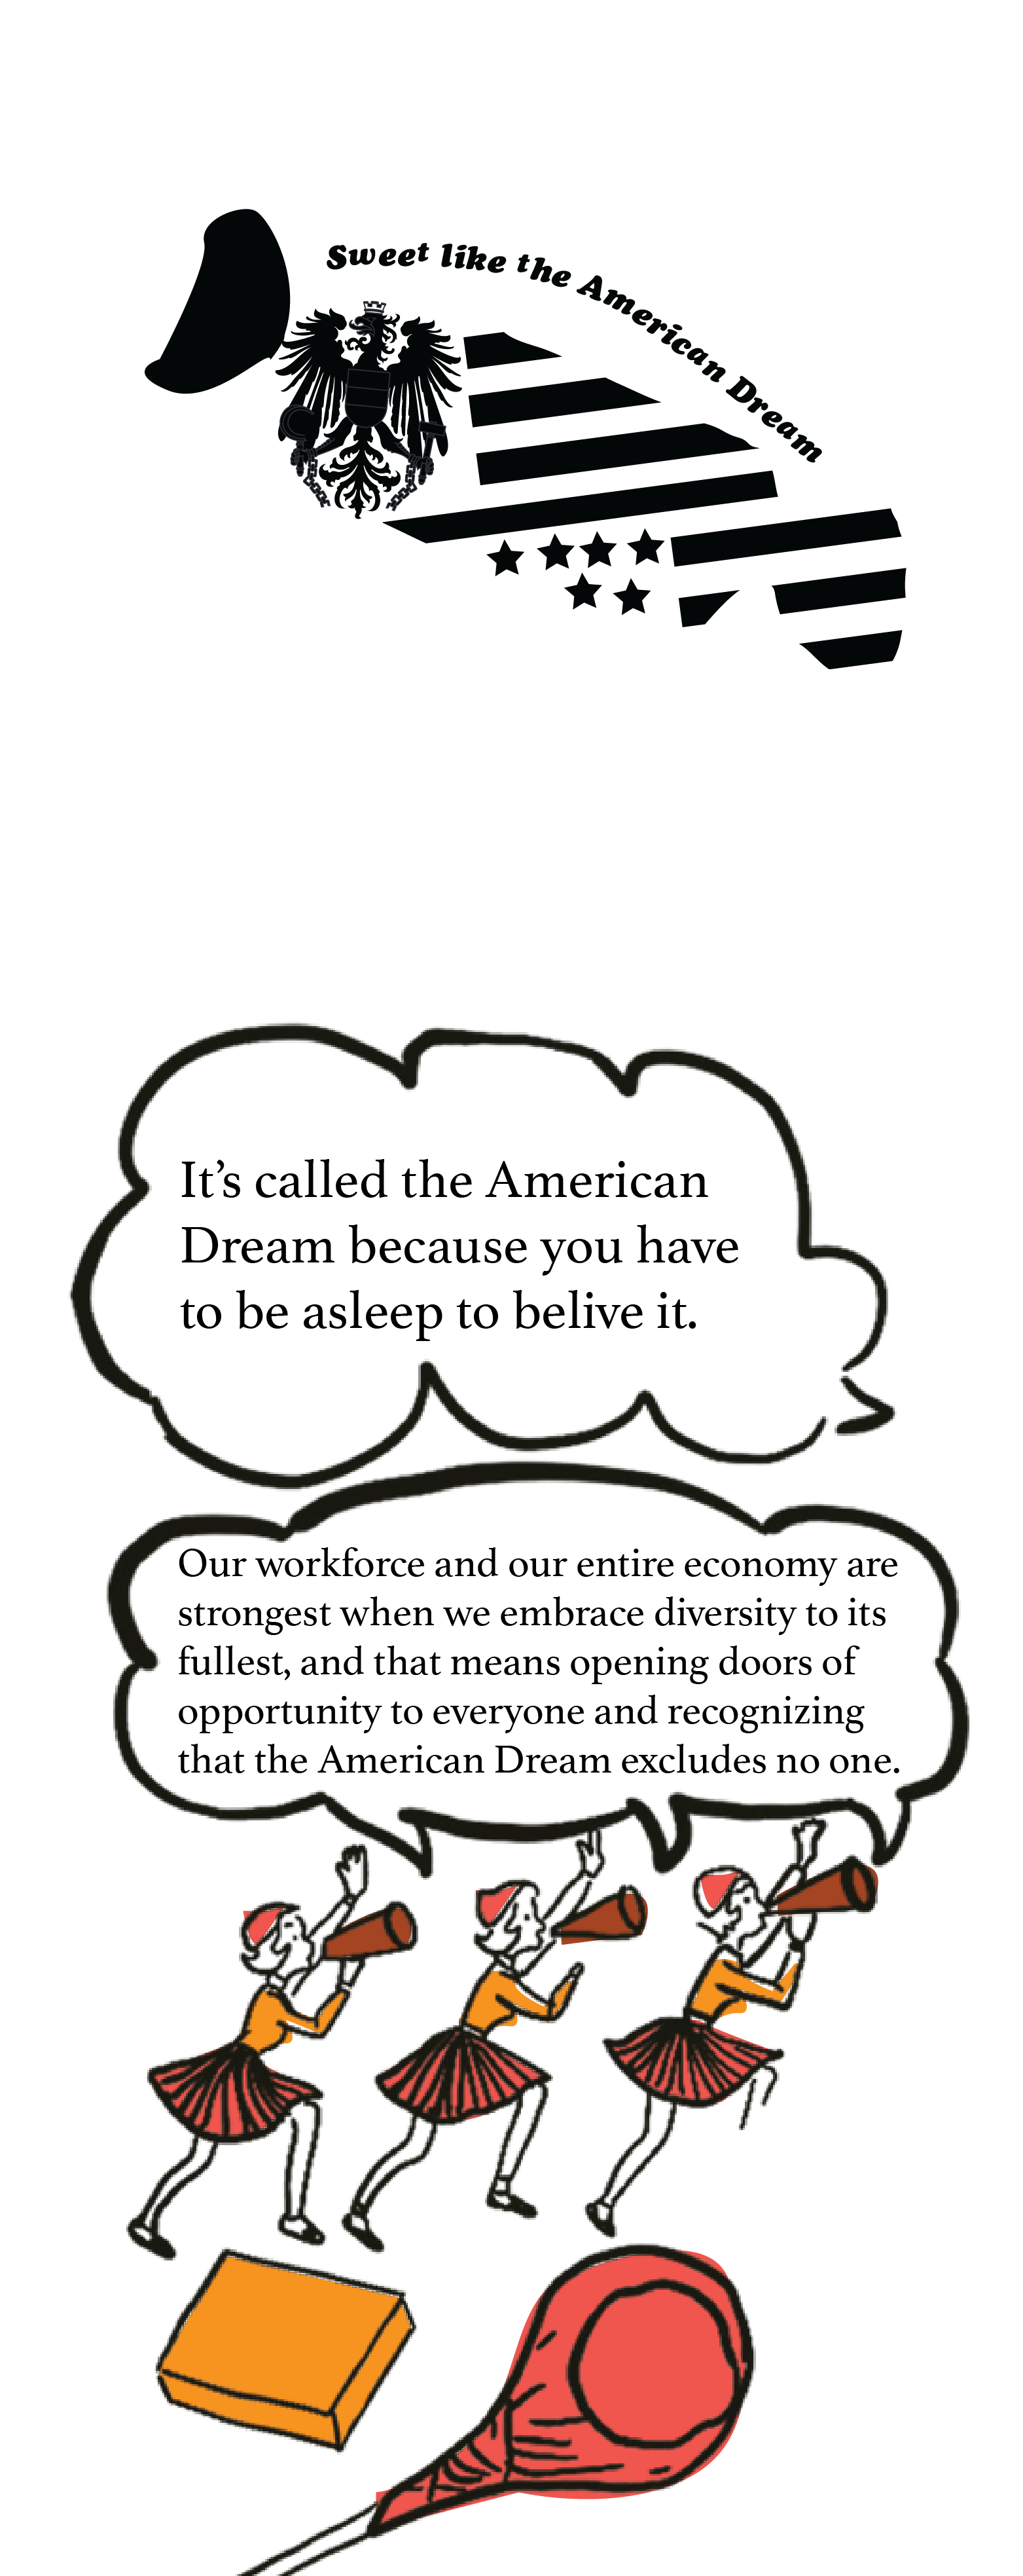 Sweet like the American Dream
It’s called the American
Dream because you have
to be asleep to belive it.
Our workforce and our entire economy are
strongest when we embrace diversity to its
fullest, and that means opening doors of
opportunity to everyone and recognizing
that the American Dream excludes no one.